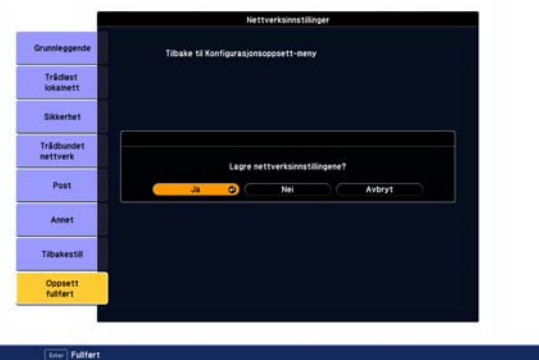 Nettverksinnstillinger
Grunnleggende
Tilbake til Konfigurasjonsoppsett-meny
Trådløst
lokalnett
Sikkerhet
Trådbundet
nettverk
Lagre nettverksinnstillingene?
Ja
Nei
Avbryt
Post
Annet
Tilbakestill
Oppsett
fullført
Enter Fullført